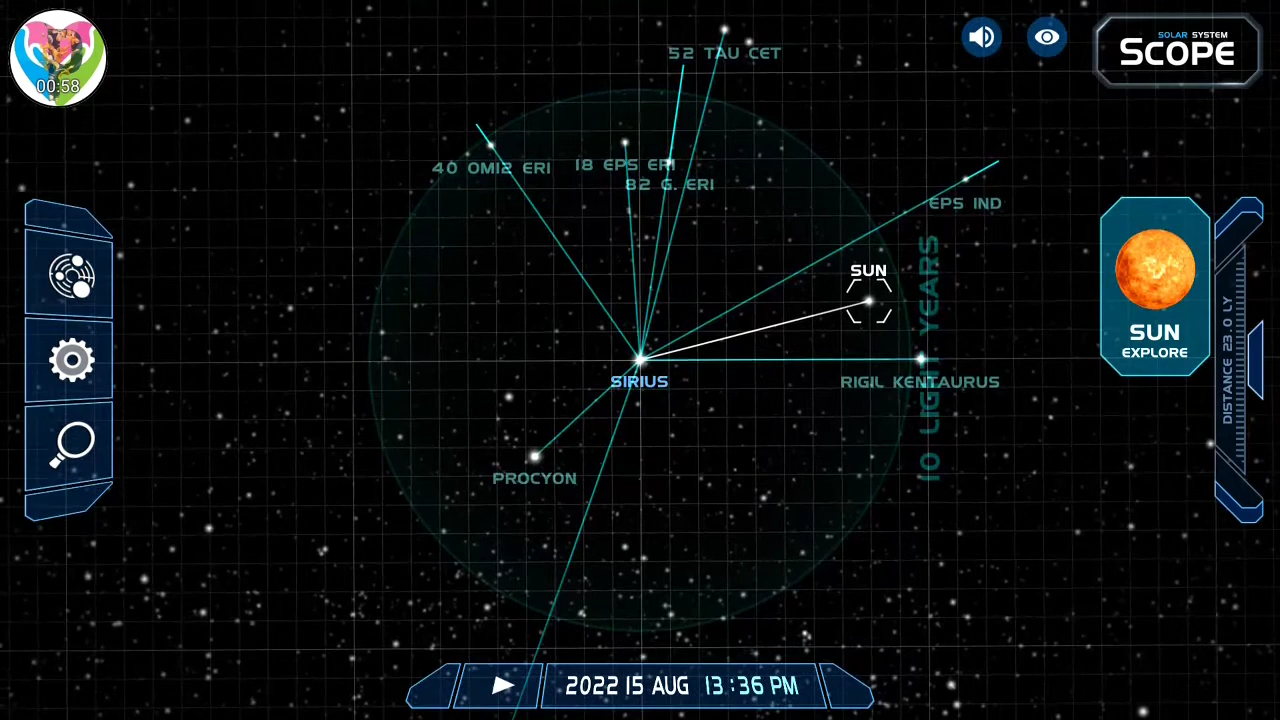 00:58
SOLAR SYSTEM
SCOPE
52 TAU CET
40 OMI2 ERI
18 EPS ERI
82 G. ERI
EPS IND
SUN
10 LIGHT YEARS
SIRIUS
RIGIL KENTAURUS
PROCYON
SUN
EXPLORE
DISTANCE 23.0 LY
2022 15 AUG 13:36 PM